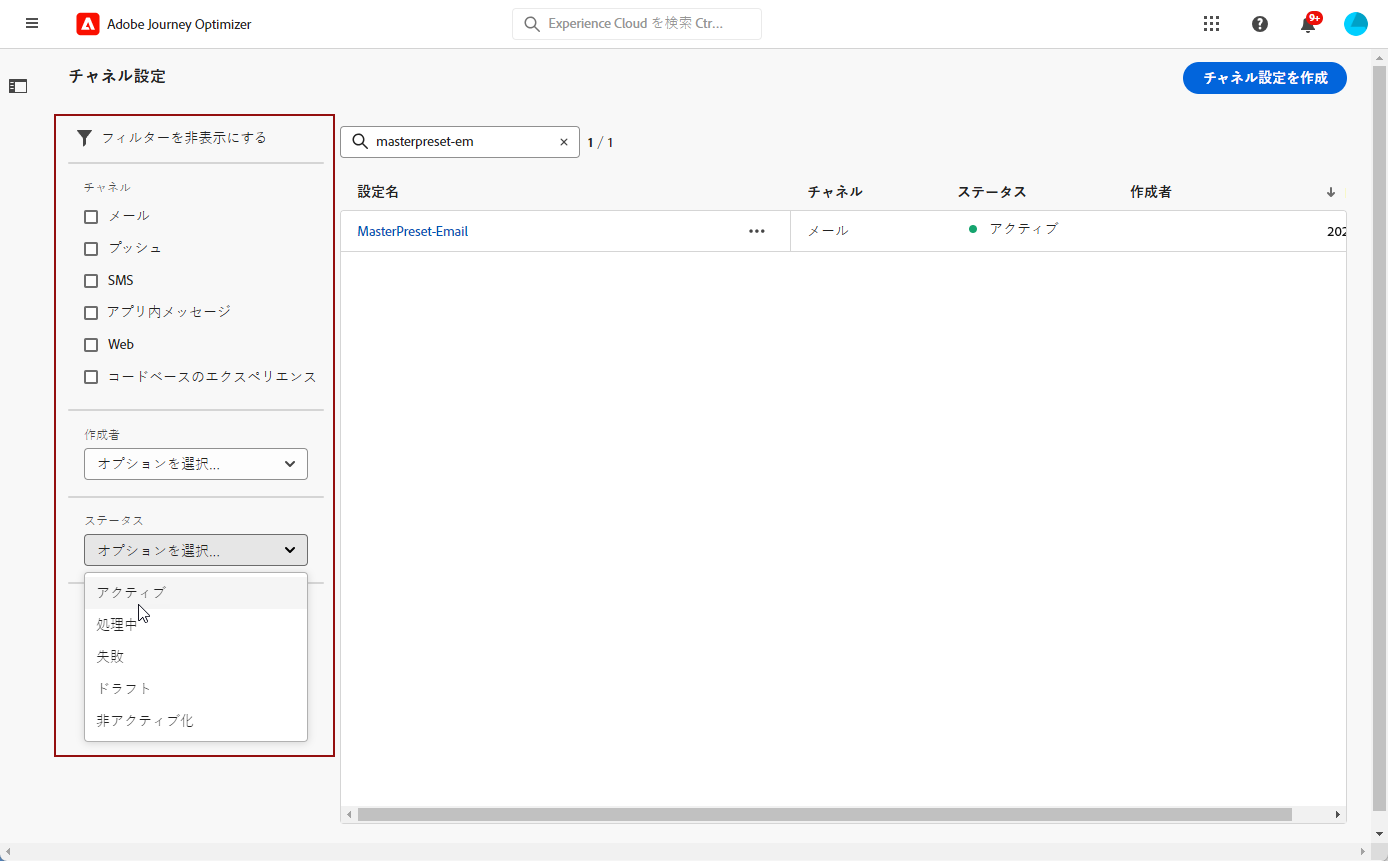 Adobe Journey Optimizer
Experience Cloud を検索 Ctr...
9+
チャネル設定
チャネル設定を作成
フィルターを非表示にする
チャネル
メール
プッシュ
SMS
アプリ内メッセージ
Web
コードベースのエクスペリエンス
作成者
オプションを選択...
ステータス
オプションを選択...
アクティブ
処理中
失敗
ドラフト
非アクティブ化
masterpreset-em
1 / 1
設定名 チャネル ステータス 作成者
MasterPreset-Email メール アクティブ 202